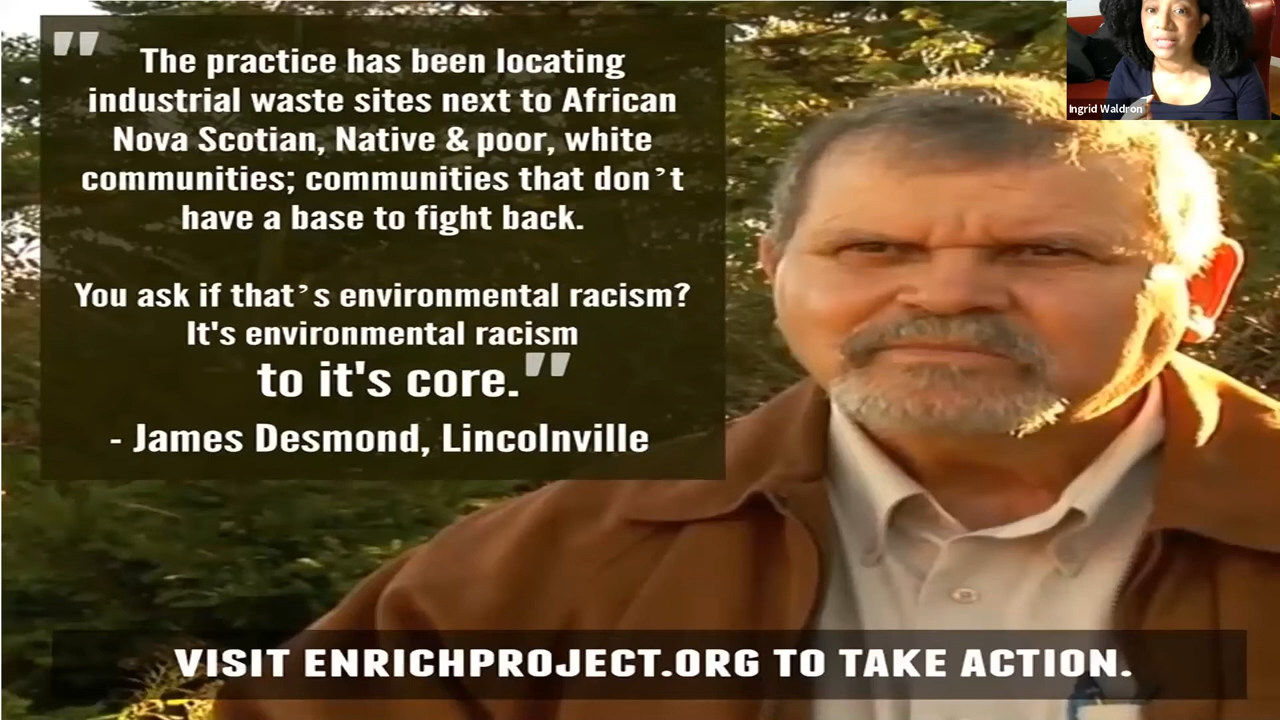 "The practice has been locating
industrial waste sites next to African
Nova Scotian, Native & poor, white
communities; communities that don't
have a base to fight back.
You ask if that's environmental racism?
It's environmental racism
to it's core."
- James Desmond, Lincolnville
VISIT ENRICHPROJECT.ORG TO TAKE ACTION.
Ingrid Waldron